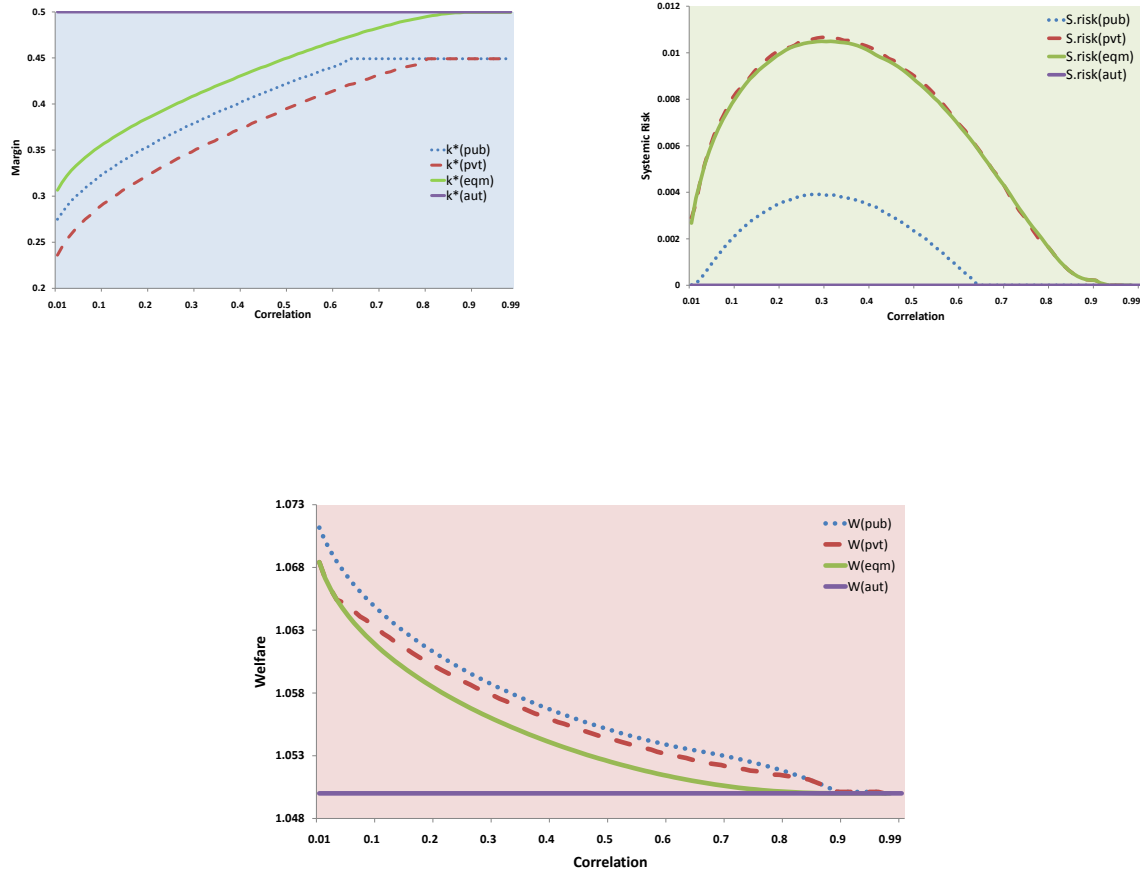 0.5
0.45
0.4
0.35
0.3
0.25
0.2
Margin
k*(pub)
k*(pvt)
k*(eqm)
k*(aut)
0.01 0.1 0.2 0.3 0.4 0.5 0.6 0.7 0.8 0.9 0.99
Correlation
0.012
0.01
0.008
0.006
0.004
0.002
0
Systemic Risk
S.risk(pub)
S.risk(pvt)
S.risk(eqm)
S.risk(aut)
0.01 0.1 0.2 0.3 0.4 0.5 0.6 0.7 0.8 0.9 0.99
Correlation
1.073
1.068
1.063
1.058
1.053
1.048
Welfare
W(pub)
W(pvt)
W(eqm)
W(aut)
0.01 0.1 0.2 0.3 0.4 0.5 0.6 0.7 0.8 0.9 0.99
Correlation